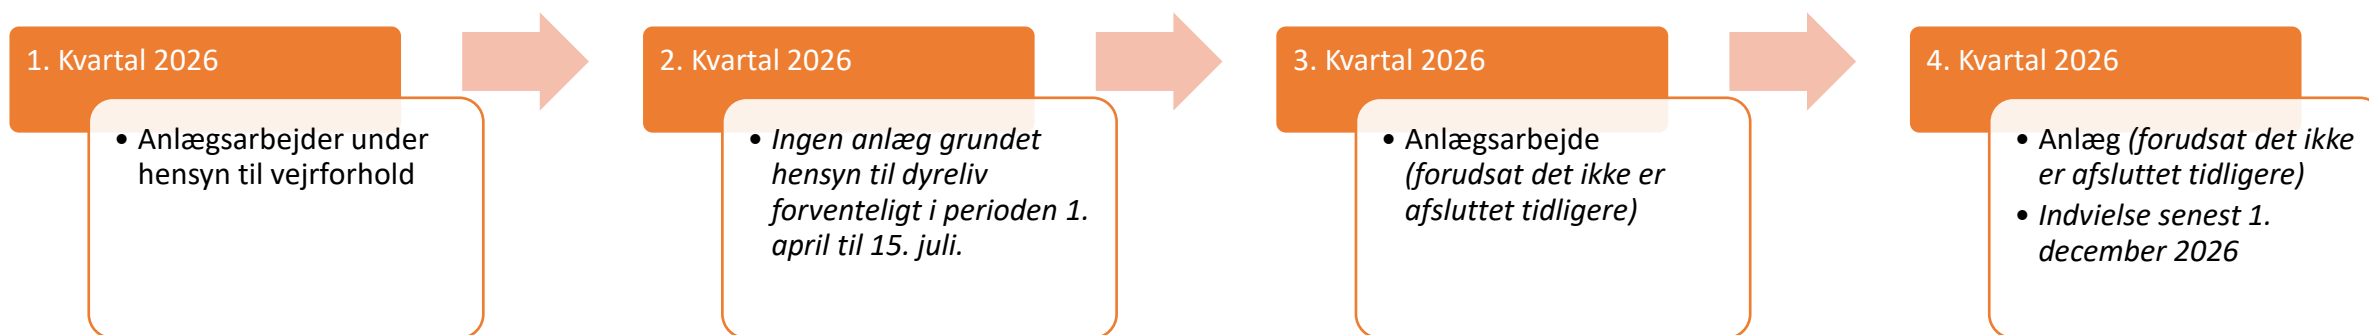 1. Kvartal 2026
• Anlægsarbejder under
hensyn til vejrforhold
2. Kvartal 2026
• Ingen anlæg grundet
hensyn til dyreliv
forventeligt i perioden 1.
april til 15. juli.
3. Kvartal 2026
• Anlægsarbejde
(forudsat det ikke er
afsluttet tidligere)
4. Kvartal 2026
• Anlæg (forudsat det ikke
er afsluttet tidligere)
• Indvielse senest 1.
december 2026